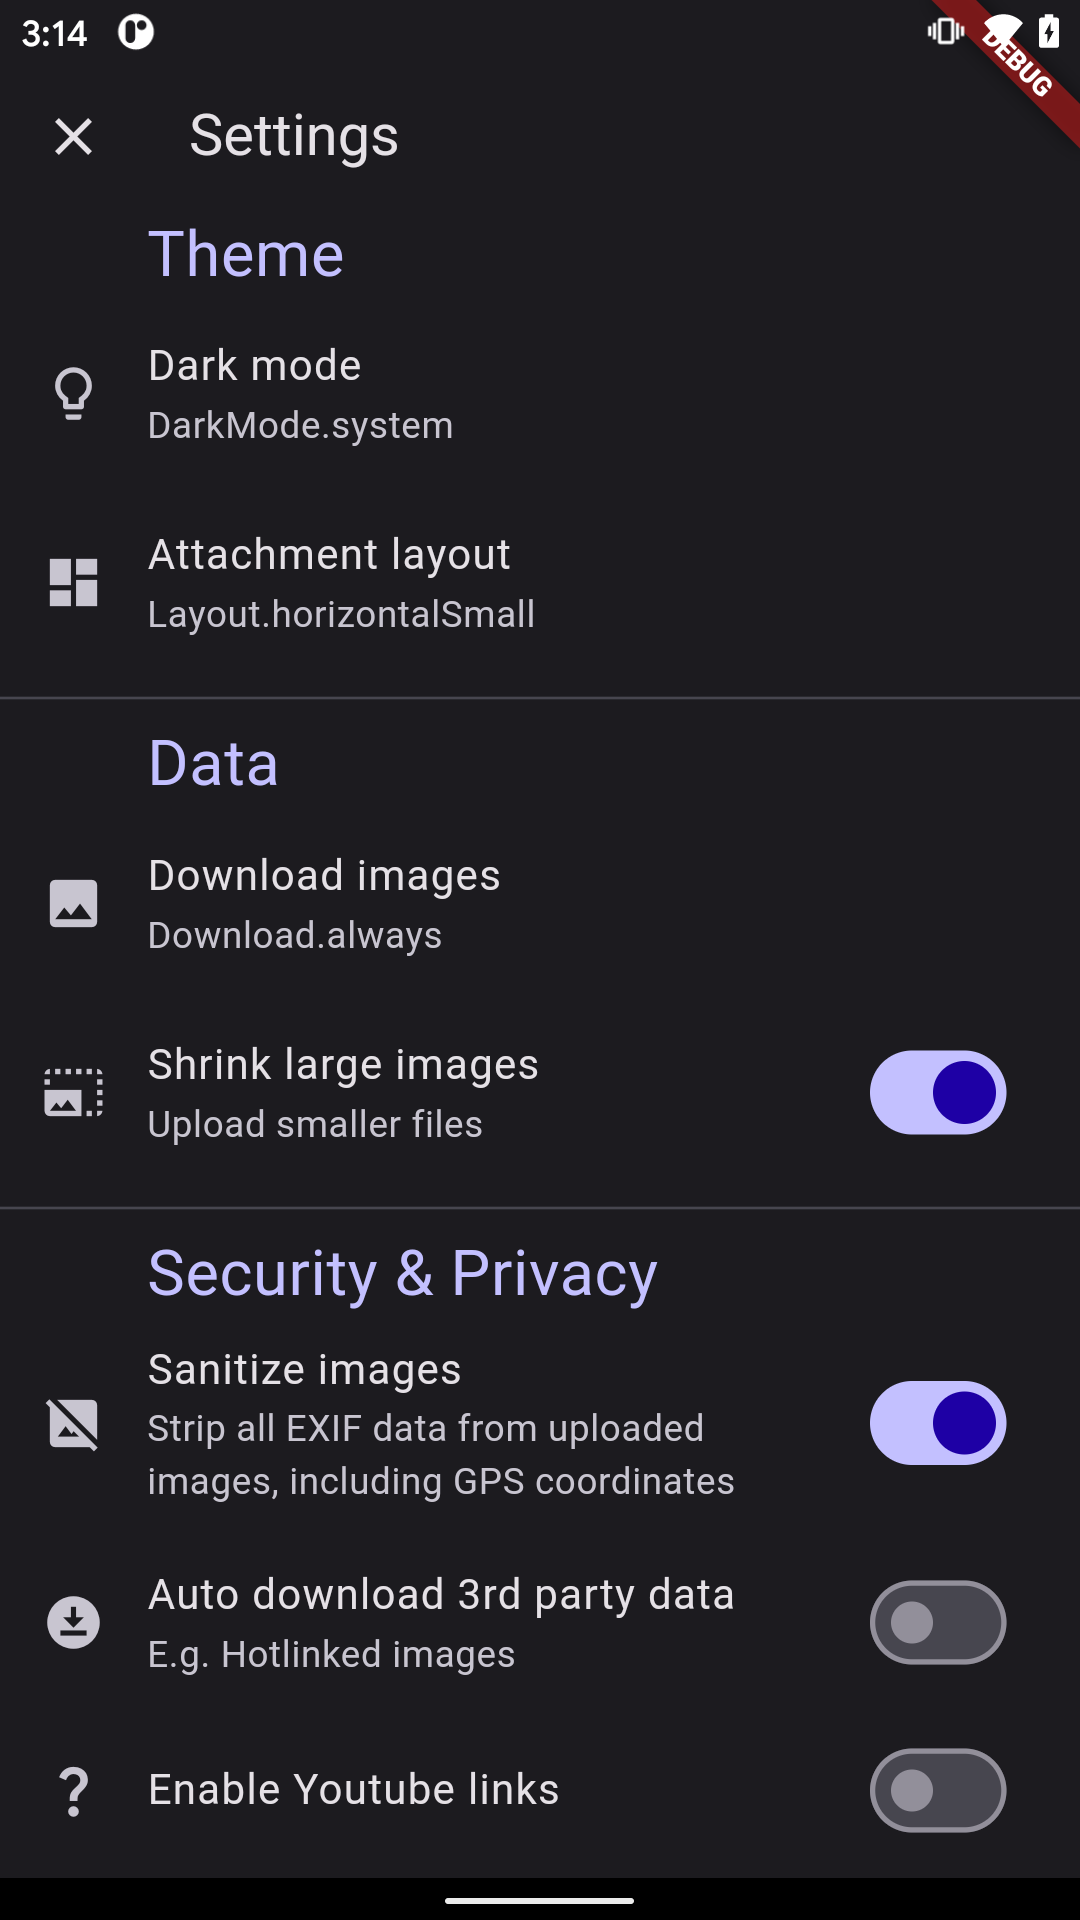 3:14
DEBUG
Settings
Theme
Dark mode
DarkMode.system
Attachment layout
Layout.horizontalSmall
Data
Download images
Download.always
Shrink large images
Upload smaller files
Security & Privacy
Sanitize images
Strip all EXIF data from uploaded
images, including GPS coordinates
Auto download 3rd party data
E.g. Hotlinked images
Enable Youtube links